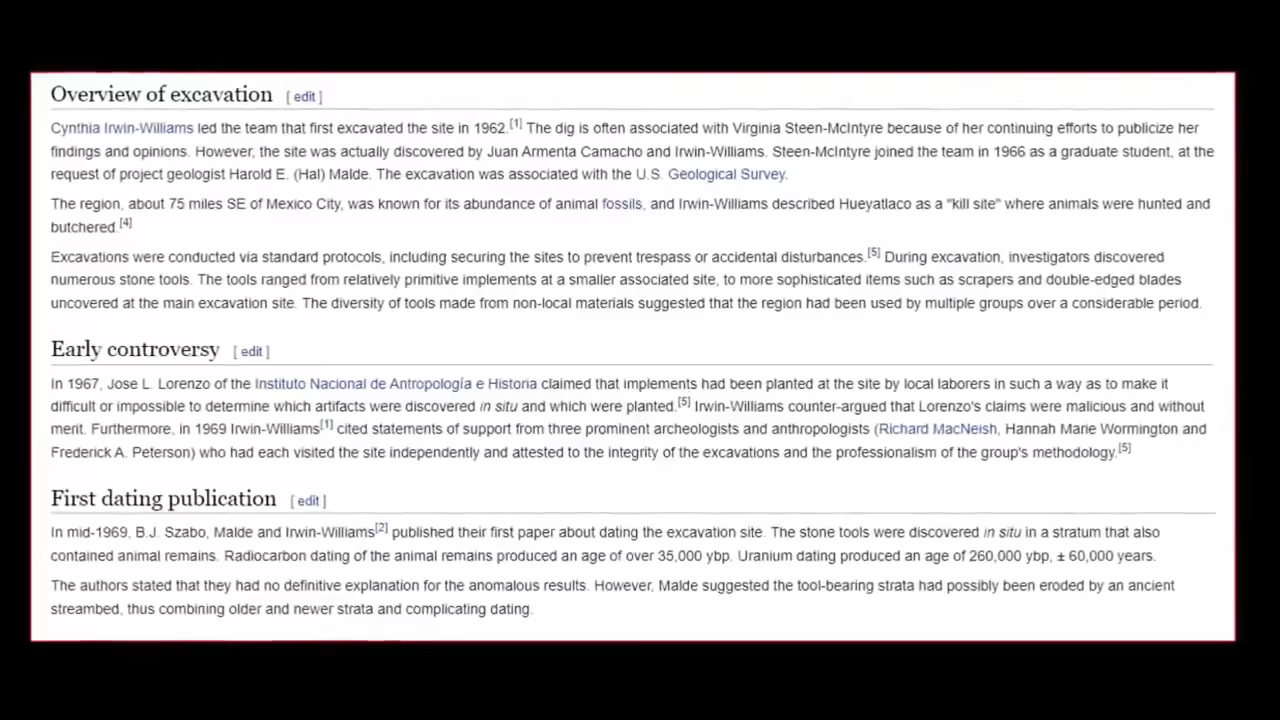 Overview of excavation [ edit ]
Cynthia Irwin-Williams led the team that first excavated the site in 1962.[1] The dig is often associated with Virginia Steen-McIntyre because of her continuing efforts to publicize her
findings and opinions. However, the site was actually discovered by Juan Armenta Camacho and Irwin-Williams. Steen-McIntyre joined the team in 1966 as a graduate student, at the
request of project geologist Harold E. (Hal) Malde. The excavation was associated with the U.S. Geological Survey.
The region, about 75 miles SE of Mexico City, was known for its abundance of animal fossils, and Irwin-Williams described Hueyatlaco as a "kill site" where animals were hunted and
butchered.[4]
Excavations were conducted via standard protocols, including securing the sites to prevent trespass or accidental disturbances.[5] During excavation, investigators discovered
numerous stone tools. The tools ranged from relatively primitive implements at a smaller associated site, to more sophisticated items such as scrapers and double-edged blades
uncovered at the main excavation site. The diversity of tools made from non-local materials suggested that the region had been used by multiple groups over a considerable period.
Early controversy [ edit ]
In 1967, Jose L. Lorenzo of the Instituto Nacional de Antropología e Historia claimed that implements had been planted at the site by local laborers in such a way as to make it
difficult or impossible to determine which artifacts were discovered in situ and which were planted.[5] Irwin-Williams counter-argued that Lorenzo's claims were malicious and without
merit. Furthermore, in 1969 Irwin-Williams[1] cited statements of support from three prominent archeologists and anthropologists (Richard MacNeish, Hannah Marie Wormington and
Frederick A. Peterson) who had each visited the site independently and attested to the integrity of the excavations and the professionalism of the group's methodology.[5]
First dating publication [ edit ]
In mid-1969, B.J. Szabo, Malde and Irwin-Williams[2] published their first paper about dating the excavation site. The stone tools were discovered in situ in a stratum that also
contained animal remains. Radiocarbon dating of the animal remains produced an age of over 35,000 ybp. Uranium dating produced an age of 260,000 ybp, ± 60,000 years.
The authors stated that they had no definitive explanation for the anomalous results. However, Malde suggested the tool-bearing strata had possibly been eroded by an ancient
streambed, thus combining older and newer strata and complicating dating.